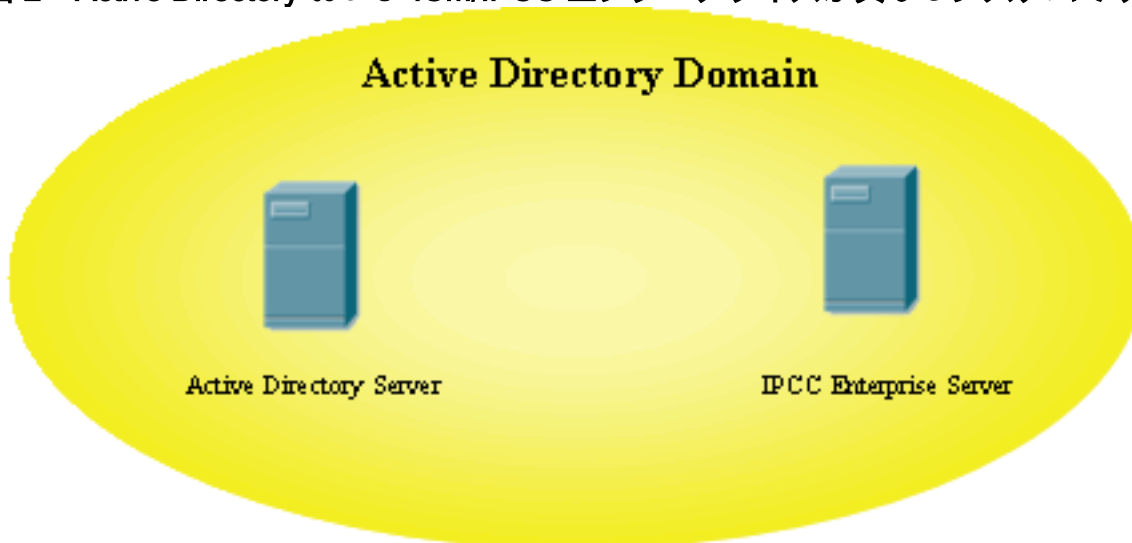 Active Directory Domain
Active Directory Server
IPCC Enterprise Server